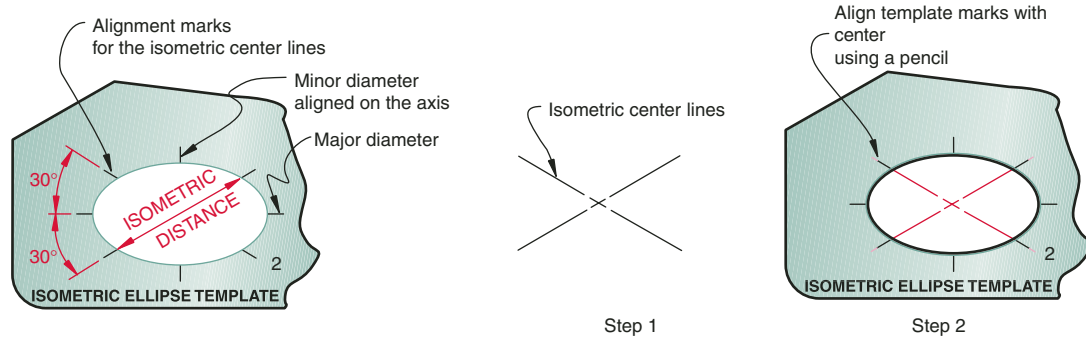 Alignment marks
for the isometric center lines
Minor diameter
aligned on the axis
Major diameter
30°
30°
ISOMETRIC
DISTANCE
2
ISOMETRIC ELLIPSE TEMPLATE
Isometric center lines
Step 1
Align template marks with
center
using a pencil
2
ISOMETRIC ELLIPSE TEMPLATE
Step 2